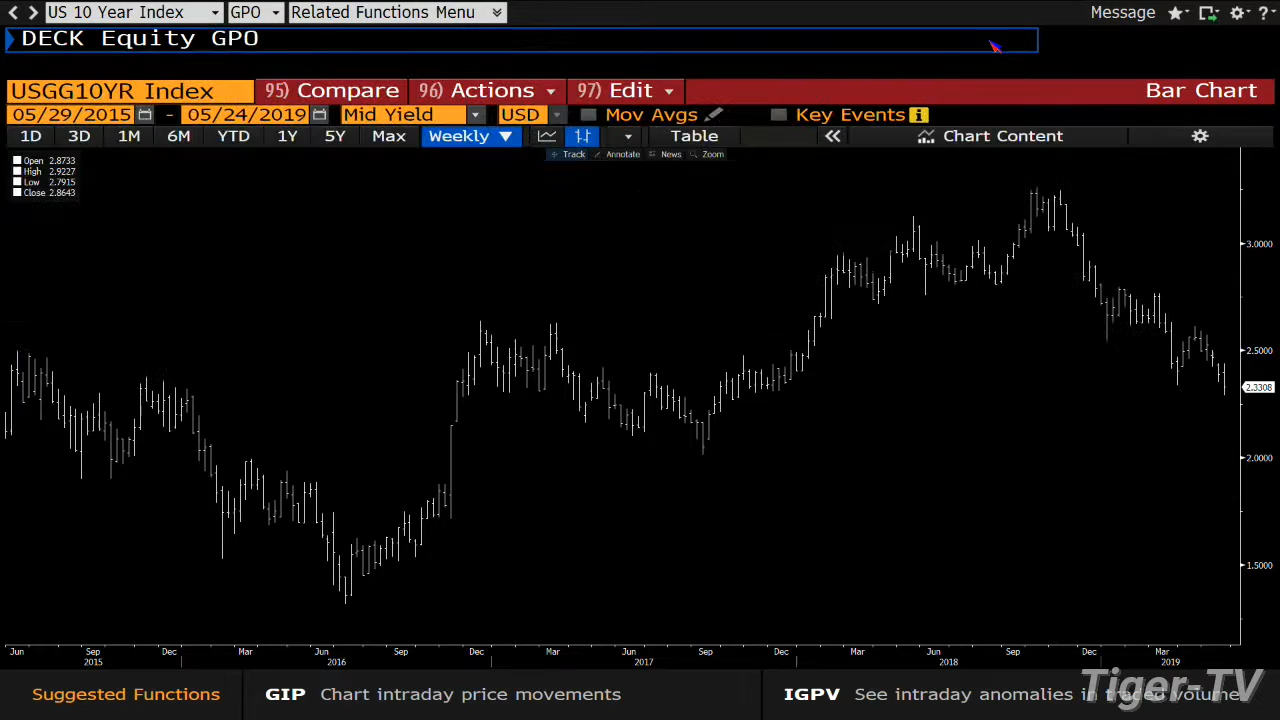 US 10 Year Index GPO Related Functions Menu Message ?
DECK Equity GPO
USGG10YR Index 95) Compare 96) Actions 97) Edit Bar Chart
05/29/2015 - 05/24/2019 Mid Yield USD Mov Avgs Key Events i
1D 3D 1M 6M YTD 1Y 5Y Max Weekly ▼ Table « Chart Content
Track Annotate News Zoom
Open 2.8733
High 2.9227
Low 2.7915
Close 2.8643
3.0000
2.5000
2.3308
2.0000
1.5000
Jun Sep Dec Mar Jun Sep Dec Mar Jun Sep Dec Mar Jun Sep Dec Mar
2015 2016 2017 2018 2019
Suggested Functions GIP Chart intraday price movements IGPV See intraday anomalies in traded volume
Tiger-TV